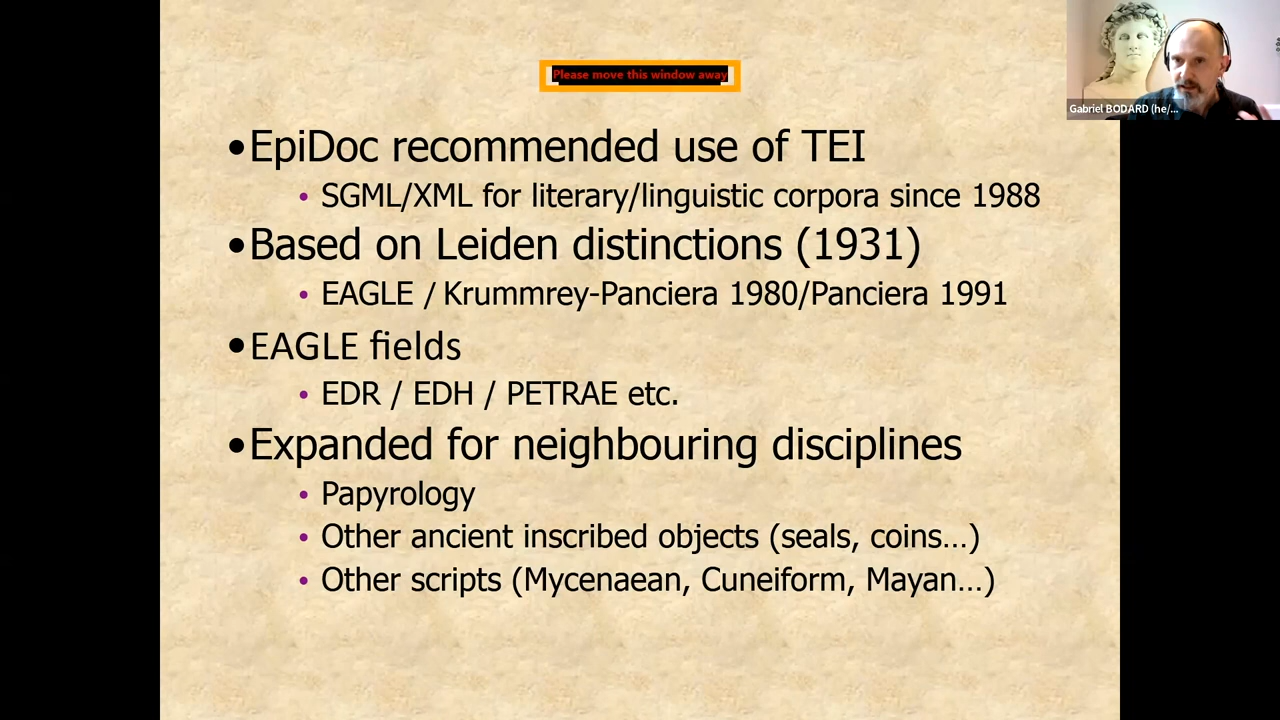 Please move this window away
Gabriel BODARD (he/...
•EpiDoc recommended use of TEI
• SGML/XML for literary/linguistic corpora since 1988
•Based on Leiden distinctions (1931)
• EAGLE / Krummrey-Panciera 1980/Panciera 1991
•EAGLE fields
• EDR / EDH / PETRAE etc.
•Expanded for neighbouring disciplines
• Papyrology
• Other ancient inscribed objects (seals, coins…)
• Other scripts (Mycenaean, Cuneiform, Mayan…)